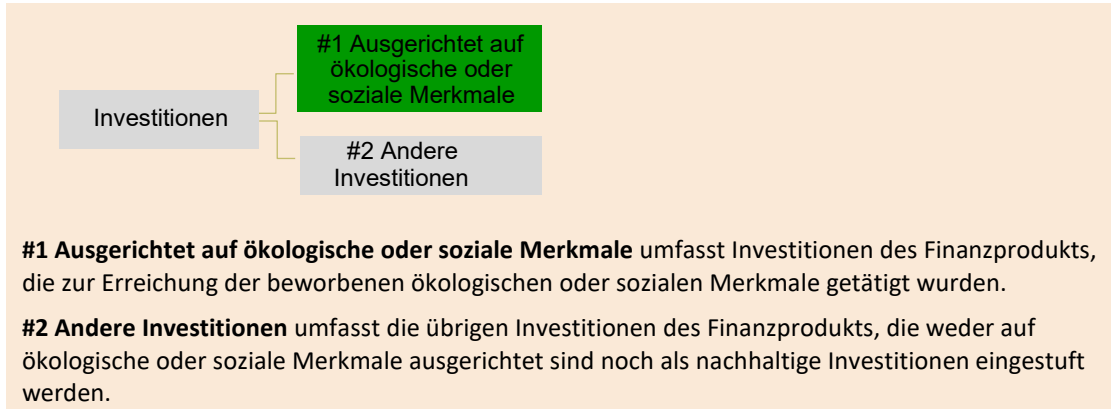 #1 Ausgerichtet auf
ökologische oder
soziale Merkmale
Investitionen
#2 Andere
Investitionen
#1 Ausgerichtet auf ökologische oder soziale Merkmale umfasst Investitionen des Finanzprodukts,
die zur Erreichung der beworbenen ökologischen oder sozialen Merkmale getätigt wurden.
#2 Andere Investitionen umfasst die übrigen Investitionen des Finanzprodukts, die weder auf
ökologische oder soziale Merkmale ausgerichtet sind noch als nachhaltige Investitionen eingestuft
werden.